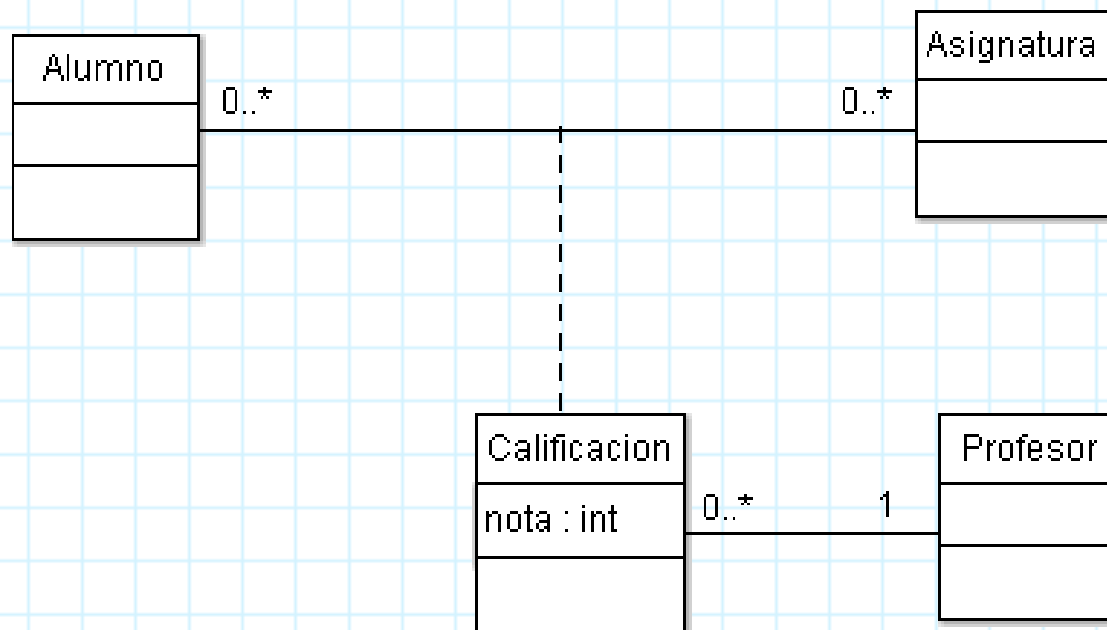 Alumno
Asignatura
0..*
0..*
Calificacion
Profesor
nota : int
0..*
1